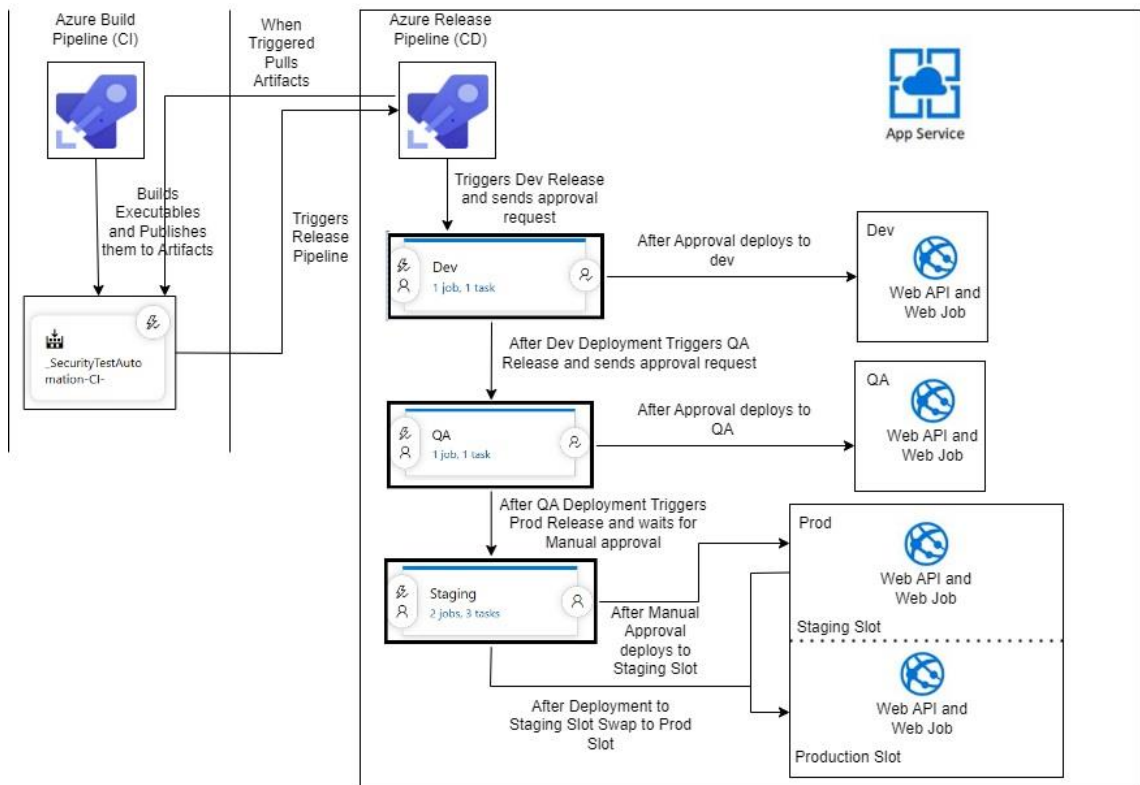 Azure Build
Pipeline (CI)
When
Triggered
Pulls
Artifacts
Azure Release
Pipeline (CD)
App Service
Builds
Executables
and Publishes
them to Artifacts
Triggers
Release
Pipeline
Triggers Dev Release
and sends approval
request
_SecurityTestAuto
mation-CI-
Dev
1 job, 1 task
After Approval deploys to
dev
Dev
Web API and
Web Job
After Dev Deployment Triggers QA
Release and sends approval request
QA
1 job, 1 task
After Approval deploys to
QA
QA
Web API and
Web Job
After QA Deployment Triggers
Prod Release and waits for
Manual approval
Staging
2 jobs, 3 tasks
After Manual
Approval
deploys to
Staging Slot
Prod
Web API and
Web Job
Staging Slot
After Deployment to
Staging Slot Swap to Prod
Slot
Web API and
Web Job
Production Slot